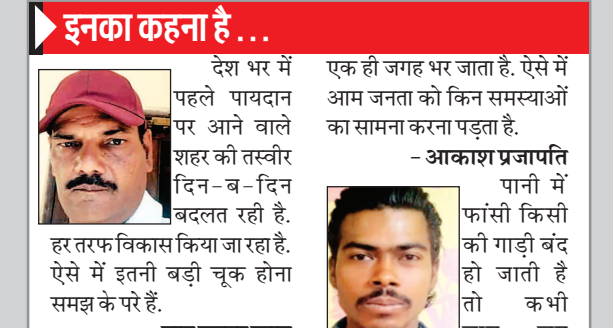 इनका कहना है...
देश भर में
पहले पायदान
पर आने वाले
शहर की तस्वीर
दिन-ब-दिन
बदलत रही है.
हर तरफ विकास किया जा रहा है.
ऐसे में इतनी बड़ी चूक होना
समझ के परे हैं.
एक ही जगह भर जाता है. ऐसे में
आम जनता को किन समस्याओं
का सामना करना पड़ता है.
- आकाश प्रजापति
पानी में
फांसी किसी
की गाड़ी बंद
हो जाती है
तो कभी